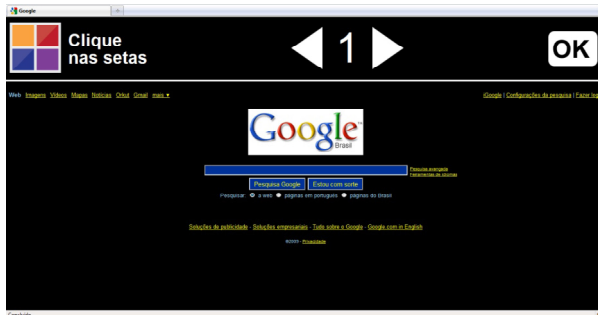 Google
Clique
nas setas
1
OK
Web Imagens Vídeos Mapas Notícias Orkut Gmail mais ▼
iGoogle | Configurações da pesquisa | Fazer log
Google
Brasil
Pesquisa avançada
Ferramentas de idiomas
Pesquisa Google Estou com sorte
Pesquisar: a web páginas em português páginas do Brasil
Soluções de publicidade - Soluções empresariais - Tudo sobre o Google - Google.com in English
©2009 - Privacidade
Concluído